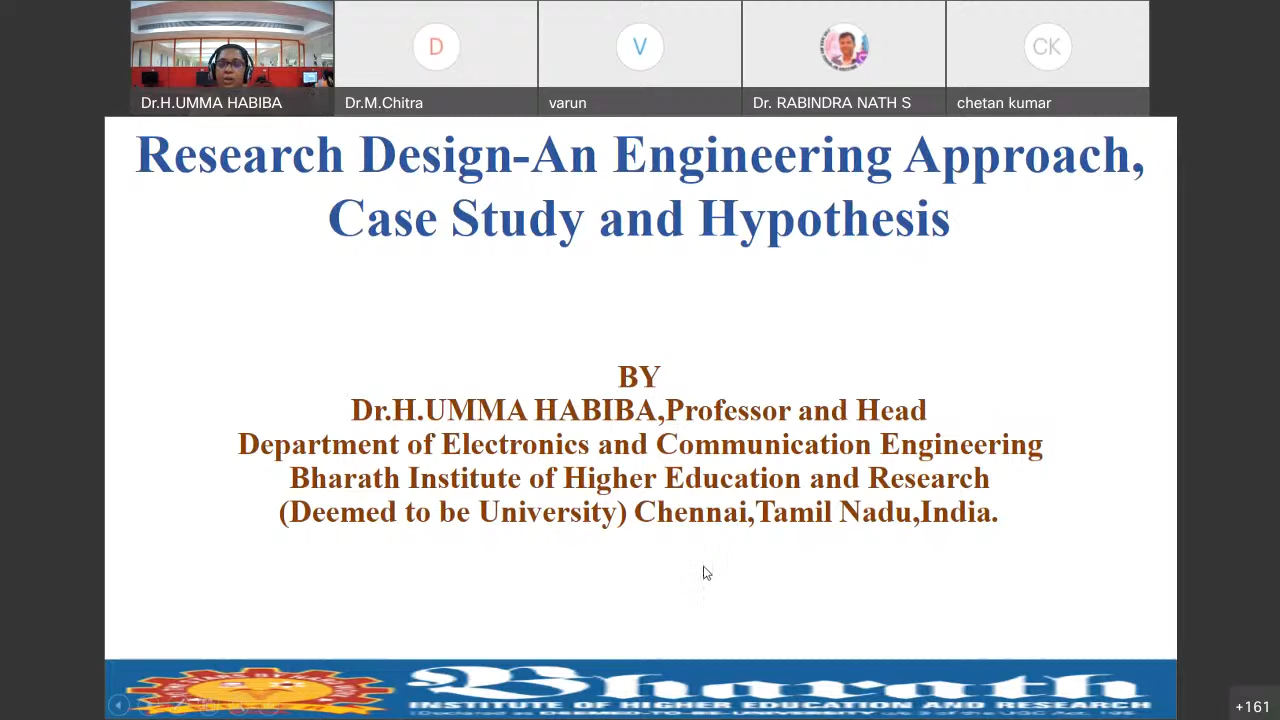 D
V
CK
Dr.H.UMMA HABIBA
Dr.M.Chitra
varun
Dr. RABINDRA NATH S
chetan kumar
Research Design-An Engineering Approach,
Case Study and Hypothesis
BY
Dr.H.UMMA HABIBA,Professor and Head
Department of Electronics and Communication Engineering
Bharath Institute of Higher Education and Research
(Deemed to be University) Chennai,Tamil Nadu,India.
Bharath
INSTITUTE OF HIGHER EDUCATION AND RESEARCH
+161